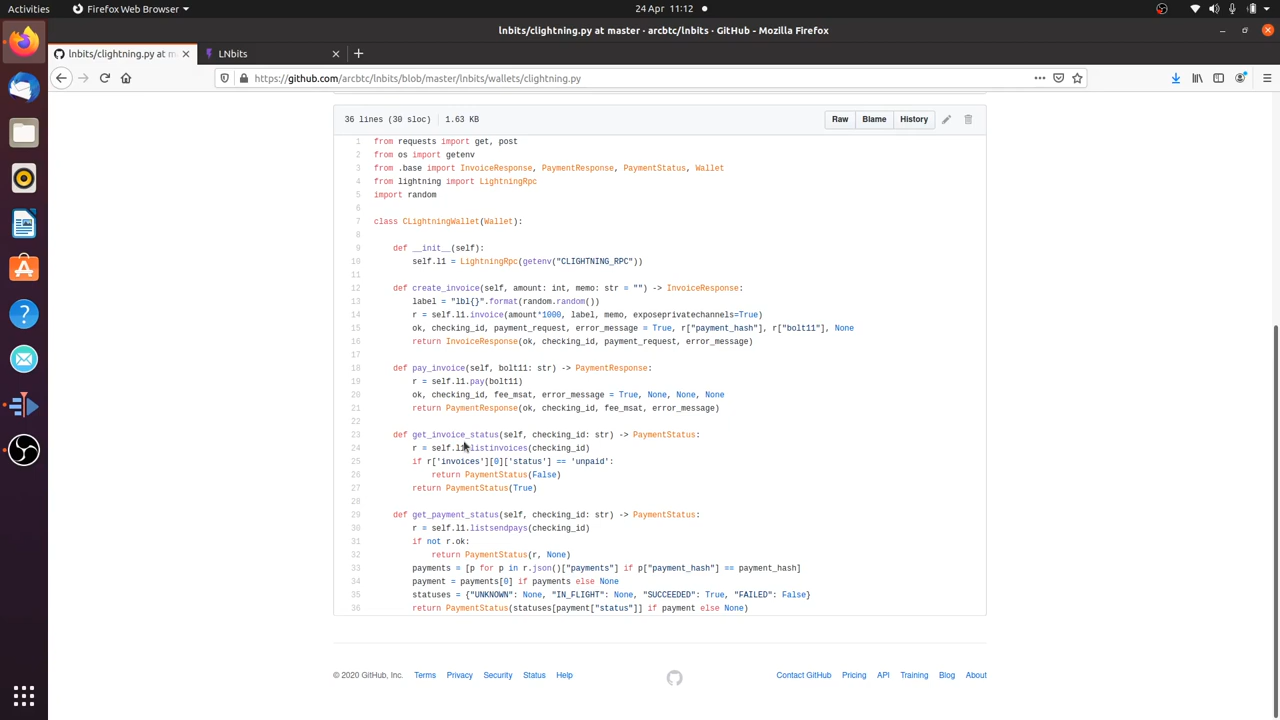 Activities Firefox Web Browser 24 Apr 11:12
lnbits/clightning.py at master · arcbtc/lnbits · GitHub - Mozilla Firefox
lnbits/clightning.py at m LNbits
https://github.com/arcbtc/lnbits/blob/master/lnbits/wallets/clightning.py
36 lines (30 sloc) 1.63 KB Raw Blame History
1 from requests import get, post
2 from os import getenv
3 from .base import InvoiceResponse, PaymentResponse, PaymentStatus, Wallet
4 from lightning import LightningRpc
5 import random
6
7 class CLightningWallet(Wallet):
8
9 def __init__(self):
10 self.l1 = LightningRpc(getenv("CLIGHTNING_RPC"))
11
12 def create_invoice(self, amount: int, memo: str = "") -> InvoiceResponse:
13 label = "lbl{}".format(random.random())
14 r = self.l1.invoice(amount*1000, label, memo, exposeprivatechannels=True)
15 ok, checking_id, payment_request, error_message = True, r["payment_hash"], r["bolt11"], None
16 return InvoiceResponse(ok, checking_id, payment_request, error_message)
17
18 def pay_invoice(self, bolt11: str) -> PaymentResponse:
19 r = self.l1.pay(bolt11)
20 ok, checking_id, fee_msat, error_message = True, None, None, None
21 return PaymentResponse(ok, checking_id, fee_msat, error_message)
22
23 def get_invoice_status(self, checking_id: str) -> PaymentStatus:
24 r = self.l1.listinvoices(checking_id)
25 if r['invoices'][0]['status'] == 'unpaid':
26 return PaymentStatus(False)
27 return PaymentStatus(True)
28
29 def get_payment_status(self, checking_id: str) -> PaymentStatus:
30 r = self.l1.listsendpays(checking_id)
31 if not r.ok:
32 return PaymentStatus(r, None)
33 payments = [p for p in r.json()["payments"] if p["payment_hash"] == payment_hash]
34 payment = payments[0] if payments else None
35 statuses = {"UNKNOWN": None, "IN_FLIGHT": None, "SUCCEEDED": True, "FAILED": False}
36 return PaymentStatus(statuses[payment["status"]] if payment else None)
© 2020 GitHub, Inc. Terms Privacy Security Status Help Contact GitHub Pricing API Training Blog About